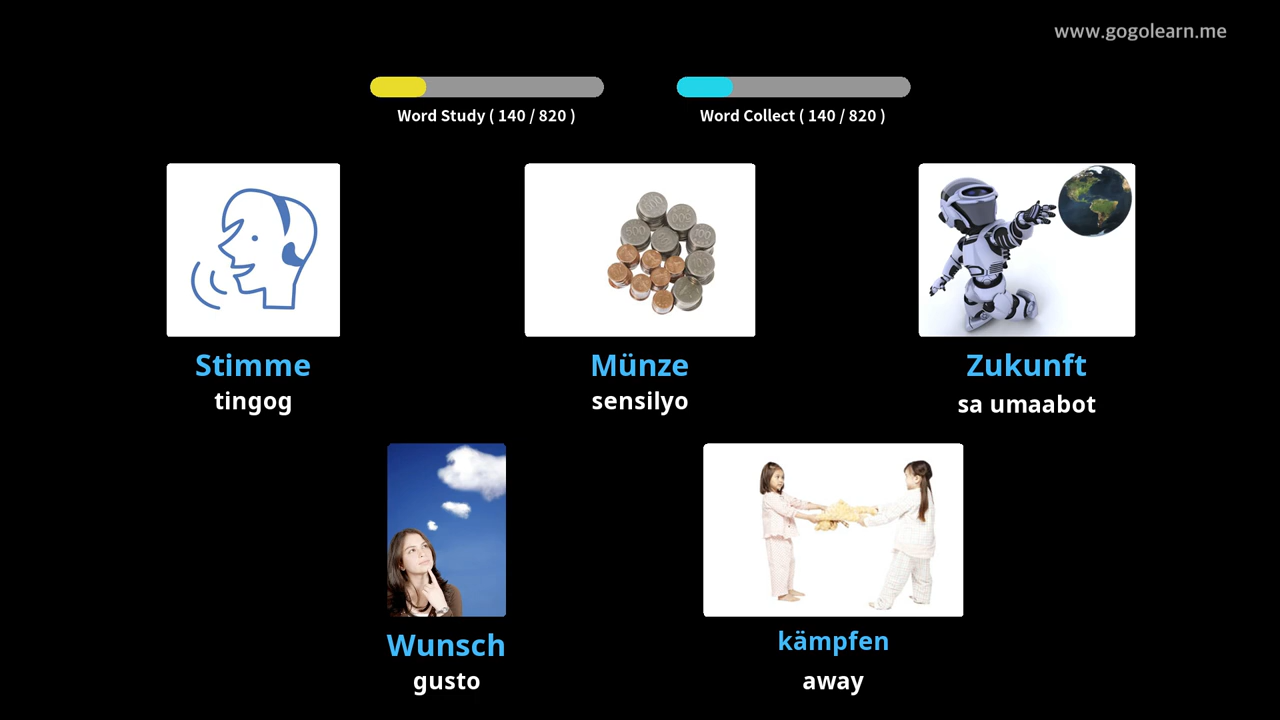 www.gogolearn.me
Word Study ( 140 / 820 )
Word Collect ( 140 / 820 )
Stimme
tingog
Münze
sensilyo
Zukunft
sa umaabot
Wunsch
gusto
kämpfen
away